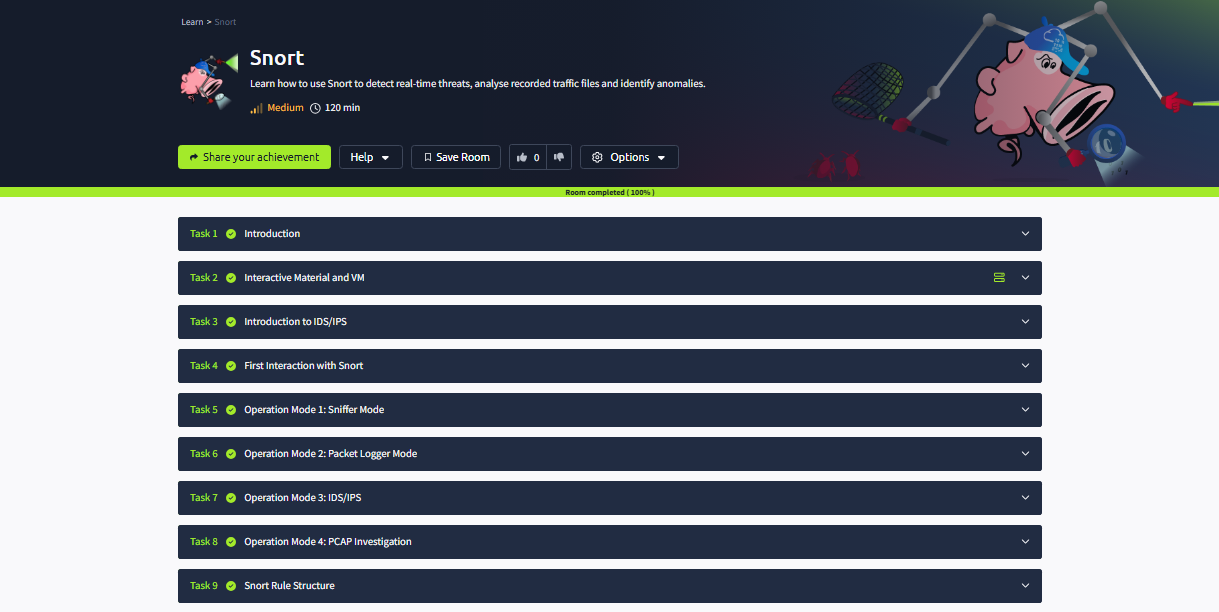 Learn > Snort
Snort
Learn how to use Snort to detect real-time threats, analyse recorded traffic files and identify anomalies.
Medium 120 min
Share your achievement Help Save Room 0 Options
Room completed ( 100% )
Task 1 Introduction
Task 2 Interactive Material and VM
Task 3 Introduction to IDS/IPS
Task 4 First Interaction with Snort
Task 5 Operation Mode 1: Sniffer Mode
Task 6 Operation Mode 2: Packet Logger Mode
Task 7 Operation Mode 3: IDS/IPS
Task 8 Operation Mode 4: PCAP Investigation
Task 9 Snort Rule Structure